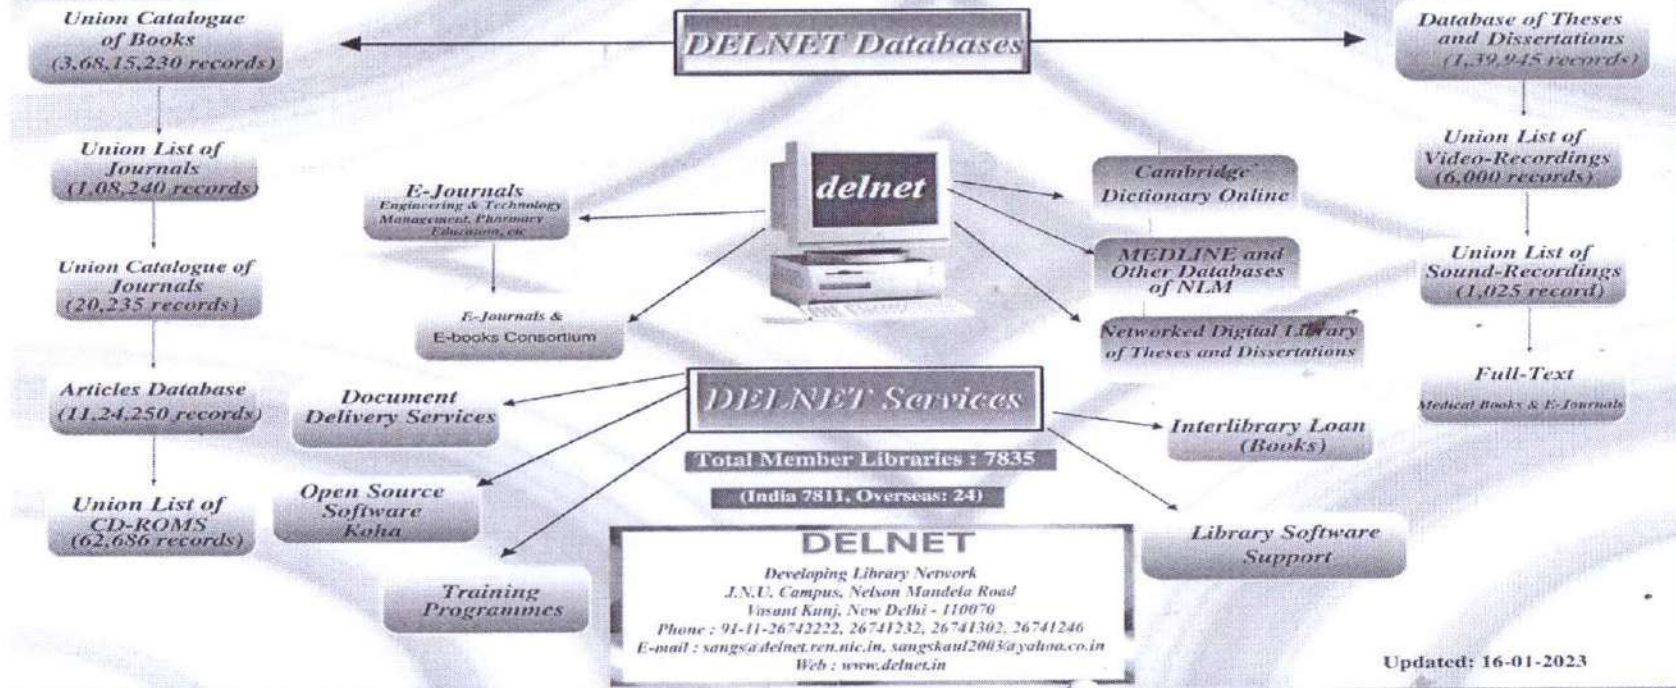 DELNET Databases
Union Catalogue
of Books
(3,68,15,230 records)
Union List of
Journals
(1,08,240 records)
Union Catalogue of
Journals
(20,235 records)
Articles Database
(11,24,250 records)
Union List of
CD-ROMS
(62,686 records)
Database of Theses
and Dissertations
(1,39,945 records)
Union List of
Video-Recordings
(6,000 records)
Union List of
Sound-Recordings
(1,025 record)
Full-Text
Medical Books & E-Journals
delnet
E-Journals
Engineering & Technology
Management, Pharmacy
Education, etc
E-Journals &
E-books Consortium
Cambridge
Dictionary Online
MEDLINE and
Other Databases
of NLM
Networked Digital Library
of Theses and Dissertations
DELNET Services
Document
Delivery Services
Open Source
Software
Koha
Training
Programmes
Interlibrary Loan
(Books)
Library Software
Support
Total Member Libraries : 7835
(India 7811, Overseas: 24)
DELNET
Developing Library Network
J.N.U. Campus, Nelson Mandela Road
Vasant Kunj, New Delhi - 110070
Phone : 91-11-26742222, 26741232, 26741302, 26741246
E-mail : sangs@delnet.ren.nic.in, sangskaul2003@yahoo.co.in
Web : www.delnet.in
Updated: 16-01-2023